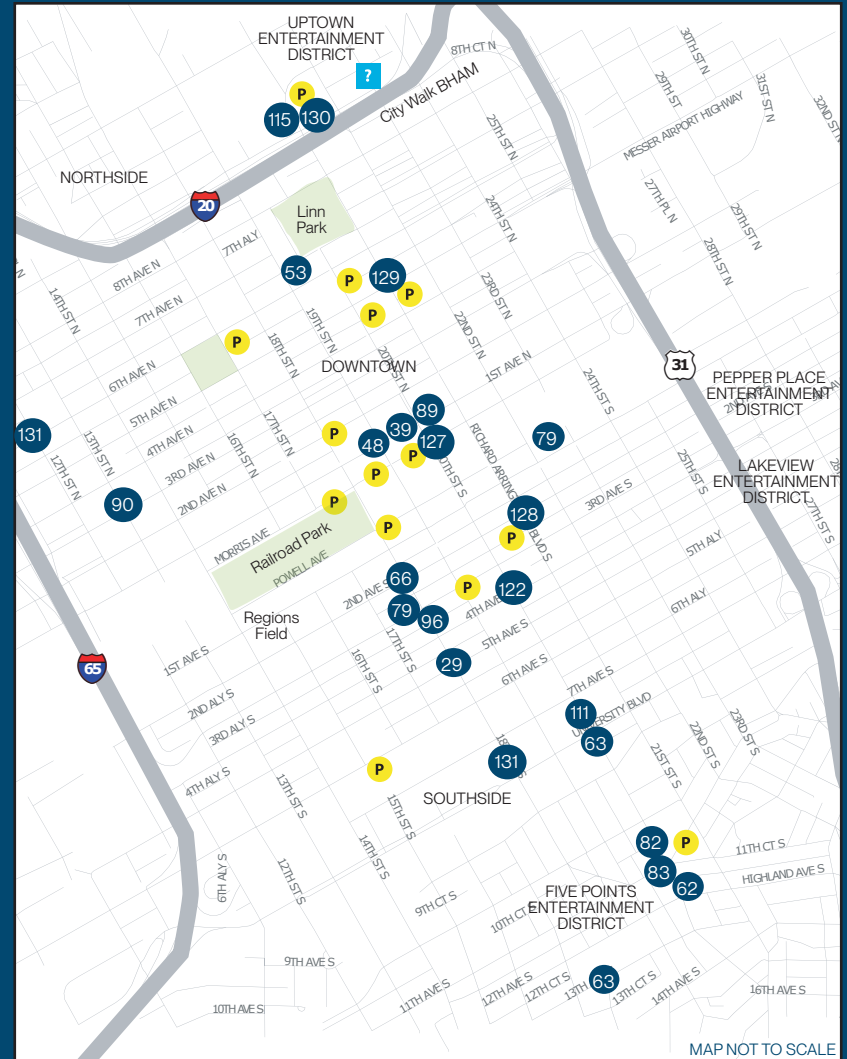 UPTOWN
ENTERTAINMENT
DISTRICT
?
8TH CT N
City Walk BHAM
P
115
130
30TH ST N
29TH ST
31ST ST N
32ND ST N
MESSER AIRPORT HIGHWAY
25TH ST N
NORTHSIDE
20
Linn
Park
27TH PL N
29TH ST N
28TH ST N
24TH ST N
7TH ALY
8TH AVE N
53
P
129
P
P
23RD ST N
14TH ST N
7TH AVE N
19TH ST N
22ND ST N
P
18TH ST N
DOWNTOWN
20TH ST N
1ST AVE N
31
6TH AVE N
24TH ST S
PEPPER PLACE
ENTERTAINMENT
DISTRICT
5TH AVE N
17TH ST N
89
39
48
127
P
P
79
131
4TH AVE N
16TH ST N
13TH ST N
12TH ST N
3RD AVE N
2ND AVE N
90
P
P
25TH ST S
LAKEVIEW
ENTERTAINMENT
DISTRICT
27TH ST S
3RD AVE S
128
P
P
MORRIS AVE
Railroad Park
POWELL AVE
5TH ALY
66
2ND AVE S
P
122
4TH AVE
6TH ALY
79
96
Regions
Field
17TH ST S
5TH AVE S
29
6TH AVE S
16TH ST S
1ST AVE S
65
7TH AVE S
2ND ALY S
111
63
3RD ALY S
23RD ST S
22ND ST S
21ST ST S
131
P
4TH ALY S
13TH ST S
SOUTHSIDE
15TH ST S
14TH ST S
82
P
11TH CT S
83
62
HIGHLAND AVE S
12TH ST S
6TH ALY S
FIVE POINTS
ENTERTAINMENT
DISTRICT
9TH CT S
10TH CT S
9TH AVE S
63
10TH AVE S
11TH AVE S
12TH AVE S
12TH CT S
13TH
13TH CT S
14TH AVE S
16TH AVE S
MAP NOT TO SCALE